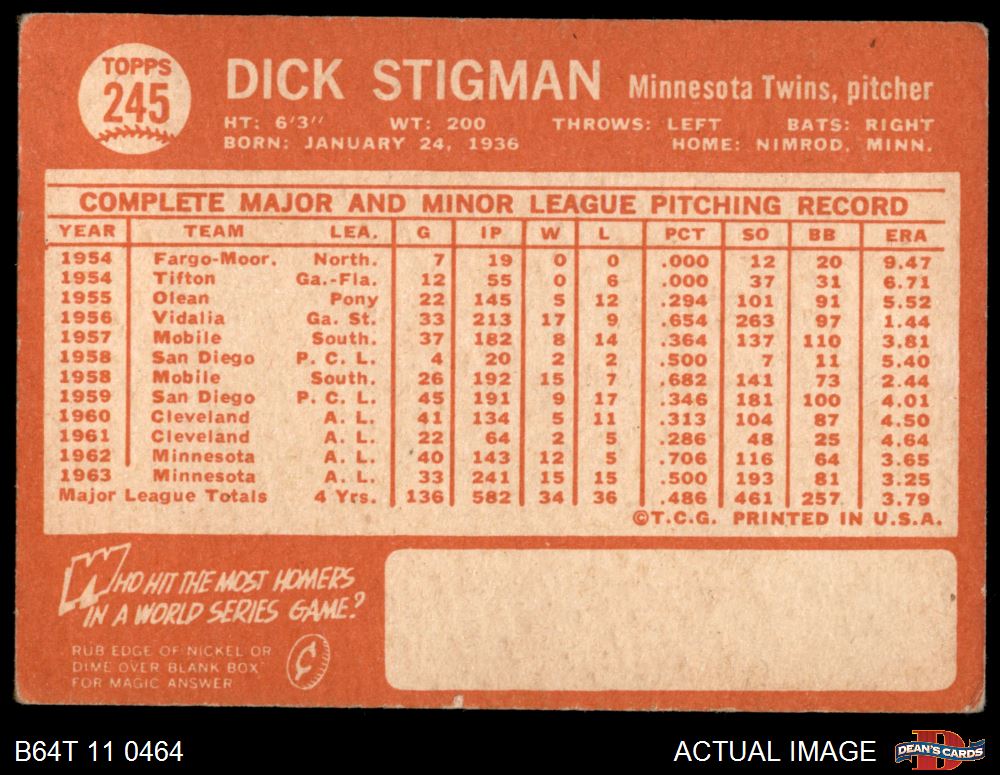 TOPPS
245
DICK STIGMAN Minnesota Twins, pitcher
HT: 6'3" WT: 200 THROWS: LEFT BATS: RIGHT
BORN: JANUARY 24, 1936 HOME: NIMROD, MINN.
COMPLETE MAJOR AND MINOR LEAGUE PITCHING RECORD
YEAR TEAM LEA. G IP W L PCT SO BB ERA
1954 Fargo-Moor. North. 7 19 0 0 .000 12 20 9.47
1954 Tifton Ga.-Fla. 12 55 0 6 .000 37 31 6.71
1955 Olean Pony 22 145 5 12 .294 101 91 5.52
1956 Vidalia Ga. St. 33 213 17 9 .654 263 97 1.44
1957 Mobile South. 37 182 8 14 .364 137 110 3.81
1958 San Diego P. C. L. 4 20 2 2 .500 7 11 5.40
1958 Mobile South. 26 192 15 7 .682 141 73 2.44
1959 San Diego P. C. L. 45 191 9 17 .346 181 100 4.01
1960 Cleveland A. L. 41 134 5 11 .313 104 87 4.50
1961 Cleveland A. L. 22 64 2 5 .286 48 25 4.64
1962 Minnesota A. L. 40 143 12 5 .706 116 64 3.65
1963 Minnesota A. L. 33 241 15 15 .500 193 81 3.25
Major League Totals 4 Yrs. 136 582 34 36 .486 461 257 3.79
©T.C.G. PRINTED IN U.S.A.
WHO HIT THE MOST HOMERS
IN A WORLD SERIES GAME?
RUB EDGE OF NICKEL OR
DIME OVER BLANK BOX
FOR MAGIC ANSWER
¢
B64T 11 0464 ACTUAL IMAGE DEAN'S CARDS